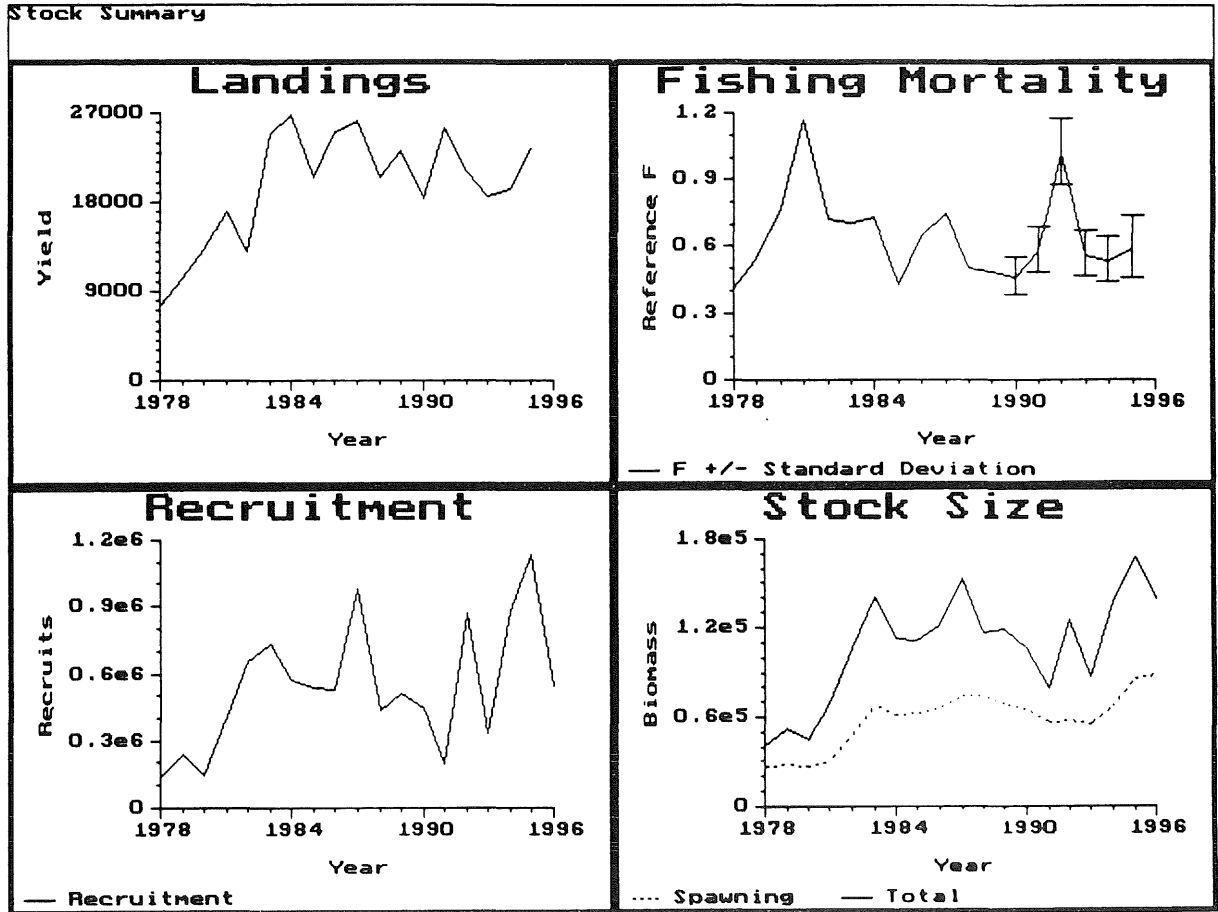 Stock Summary
Landings
27000
18000
9000
0
Yield
1978 1984 1990 1996
Year
Fishing Mortality
1.2
0.9
0.6
0.3
0
Reference F
1978 1984 1990 1996
Year
F +/- Standard Deviation
Recruitment
1.2e6
0.9e6
0.6e6
0.3e6
0
Recruits
1978 1984 1990 1996
Year
Recruitment
Stock Size
1.8e5
1.2e5
0.6e5
0
Biomass
1978 1984 1990 1996
Year
Spawning Total